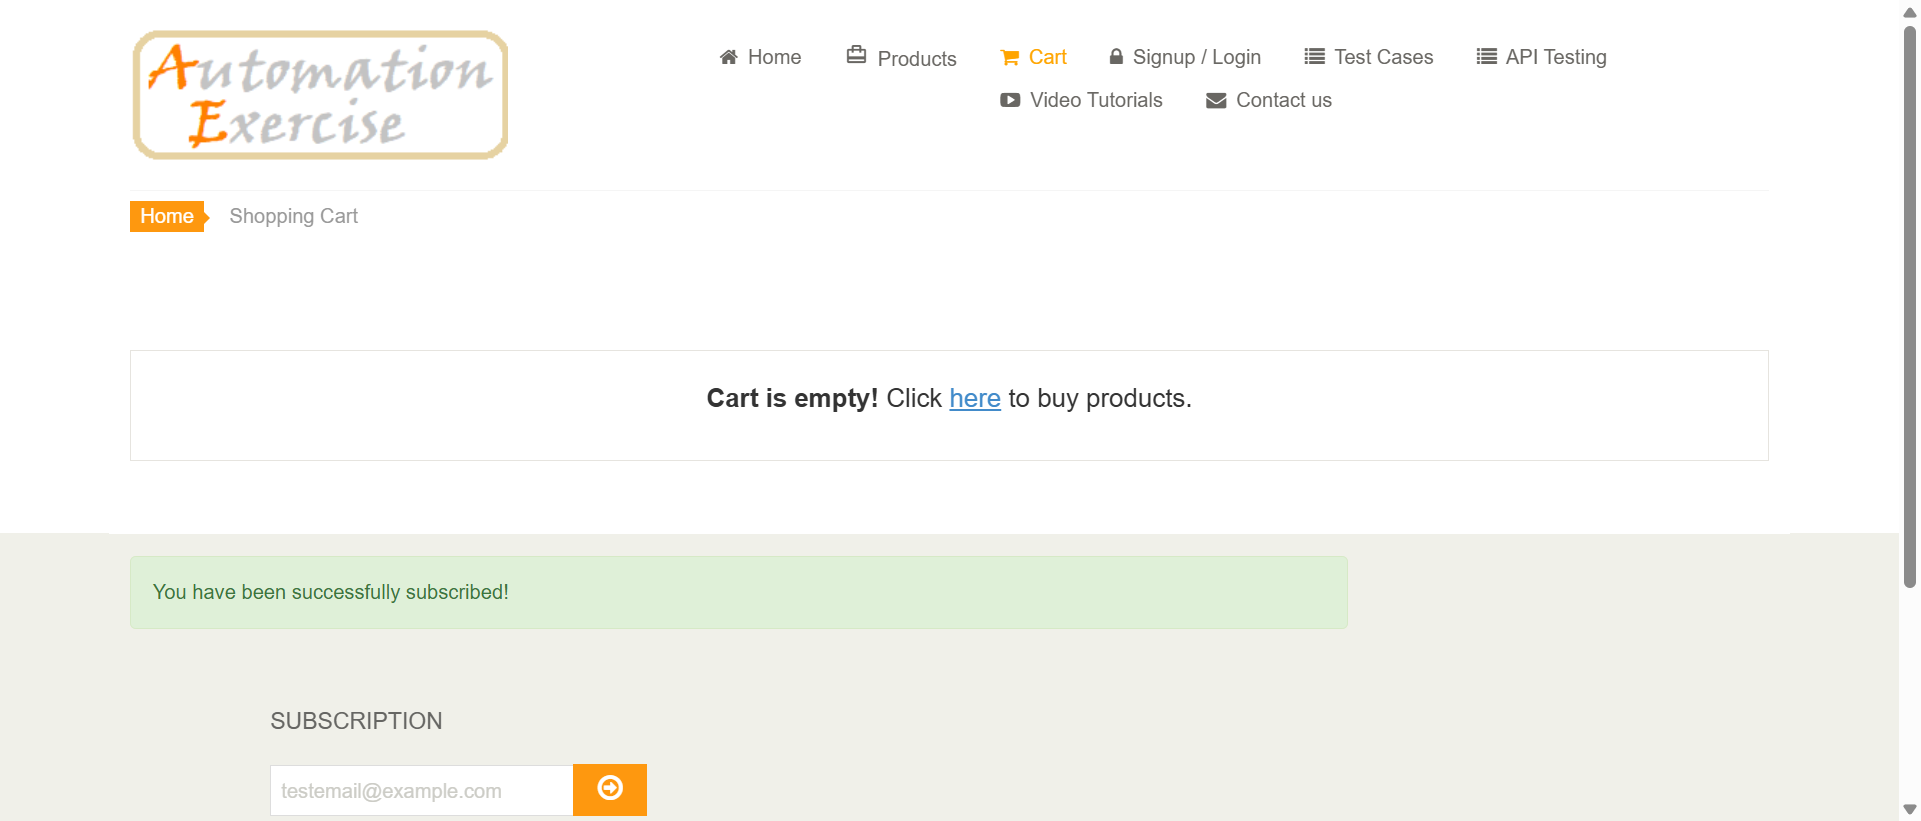 Automation
Exercise
Home Products Cart Signup / Login Test Cases API Testing
Video Tutorials Contact us
Home Shopping Cart
Cart is empty! Click here to buy products.
You have been successfully subscribed!
SUBSCRIPTION
testemail@example.com